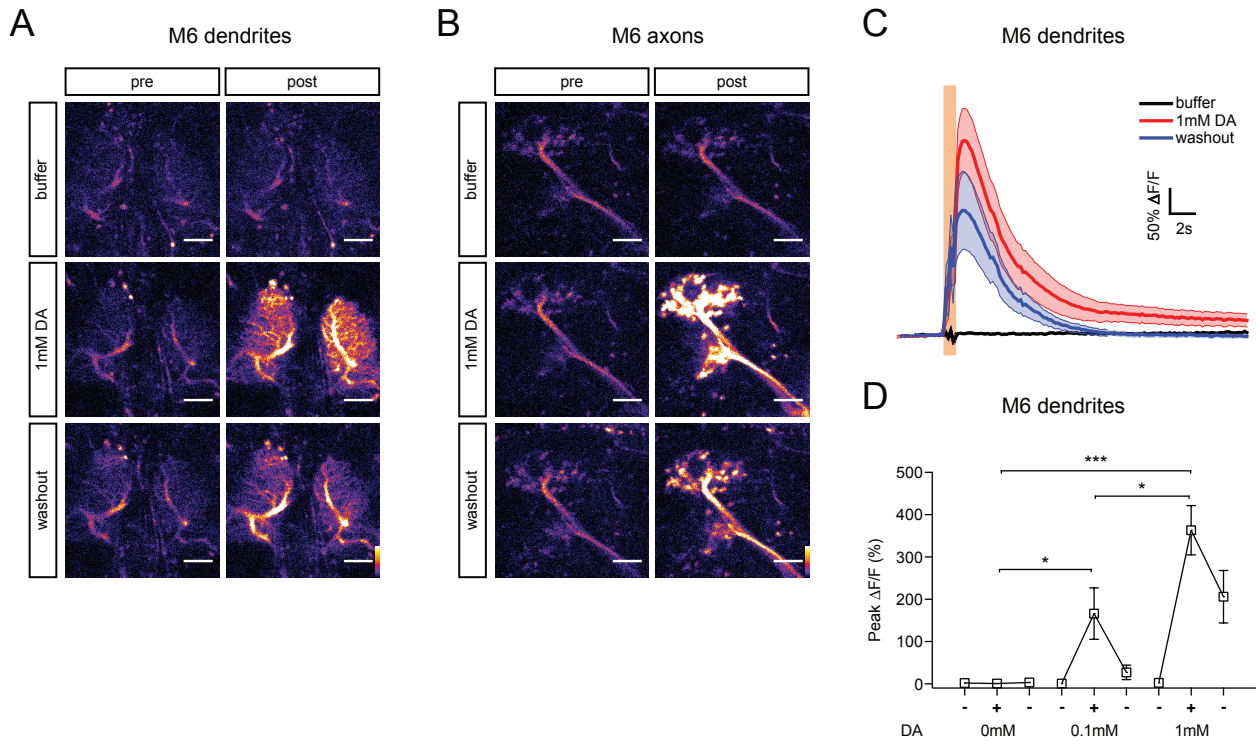 A
M6 dendrites
pre
post
buffer
1mM DA
washout
B
M6 axons
pre
post
buffer
1mM DA
washout
C
M6 dendrites
buffer
1mM DA
washout
50% ΔF/F
2s
D
M6 dendrites
***
*
*
500
400
300
200
100
0
Peak ΔF/F (%)
- + - - + - - + -
DA 0mM 0.1mM 1mM